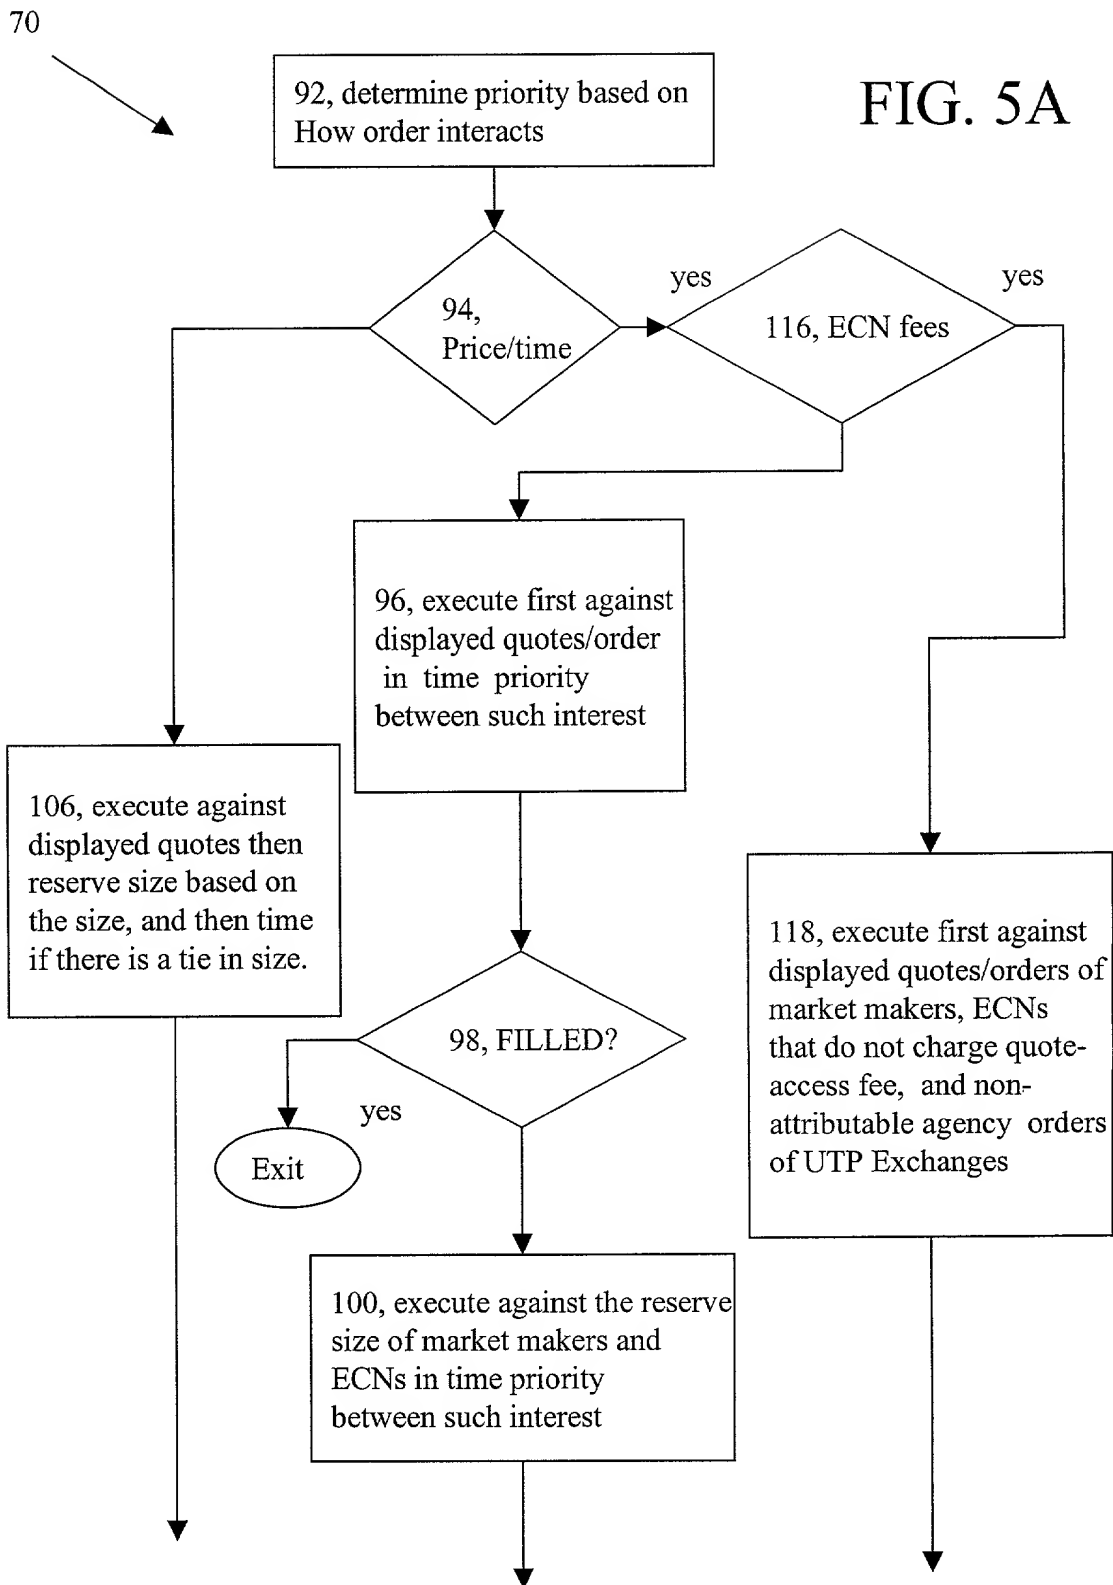 70
FIG. 5A
92, determine priority based on
How order interacts
94,
Price/time
yes
116, ECN fees
yes
96, execute first against
displayed quotes/order
in time priority
between such interest
106, execute against
displayed quotes then
reserve size based on
the size, and then time
if there is a tie in size.
118, execute first against
displayed quotes/orders of
market makers, ECNs
that do not charge quote-
access fee, and non-
attributable agency orders
of UTP Exchanges
98, FILLED?
yes
Exit
100, execute against the reserve
size of market makers and
ECNs in time priority
between such interest